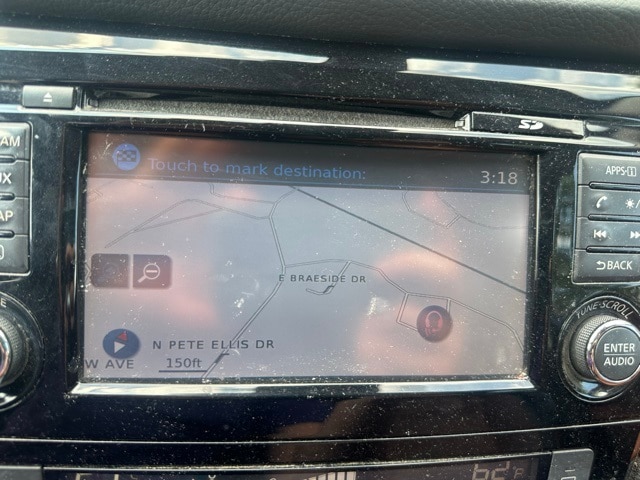 SD
AM
UX
AP
Touch to mark destination:
3:18
E BRAESIDE DR
N PETE ELLIS DR
W AVE
150ft
APPS
BACK
TUNE·SCROLL
ENTER
AUDIO